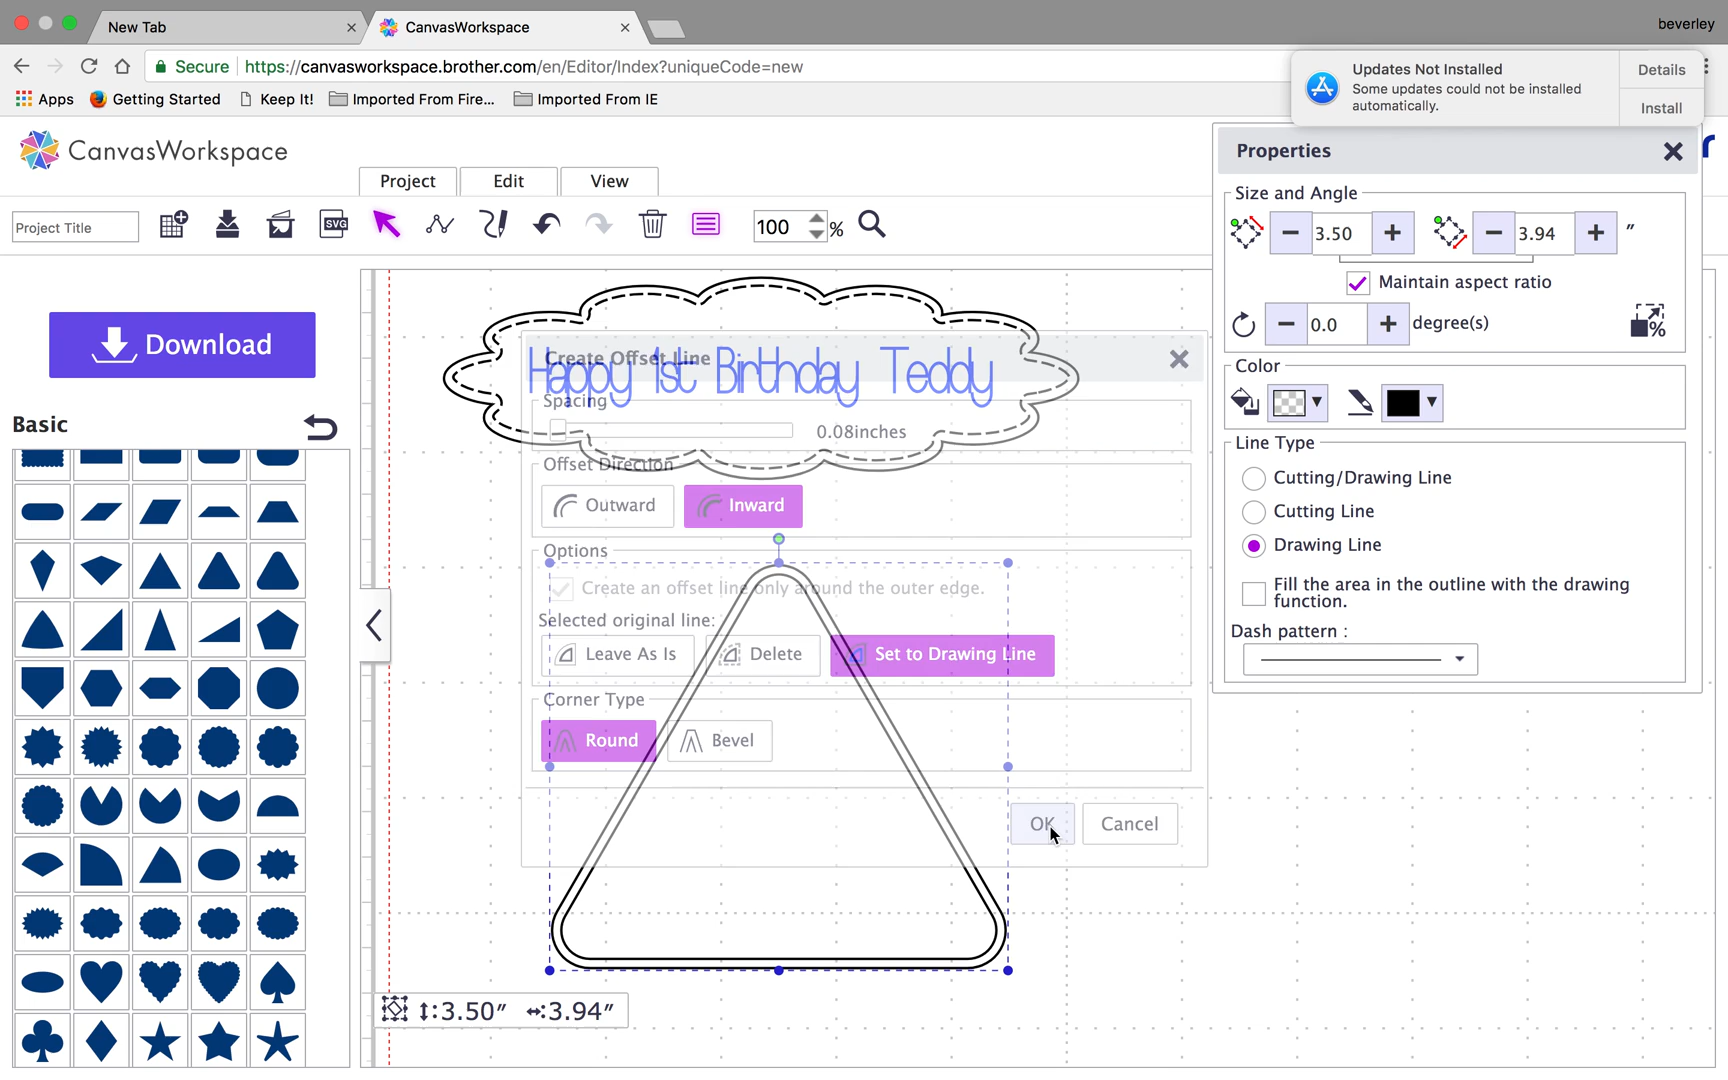 New Tab
CanvasWorkspace
beverley
Secure
https://canvasworkspace.brother.com/en/Editor/Index?uniqueCode=new
Apps
Getting Started
Keep It!
Imported From Fire...
Imported From IE
Updates Not Installed
Some updates could not be installed
automatically.
Details
Install
CanvasWorkspace
Project
Edit
View
Project Title
SVG
100
%
Download
Basic
Properties
Size and Angle
3.50
3.94
″
Maintain aspect ratio
0.0
degree(s)
%
Color
Line Type
Cutting/Drawing Line
Cutting Line
Drawing Line
Fill the area in the outline with the drawing
function.
Dash pattern :
Create Offset Line
Happy 1st Birthday Teddy
Spacing
0.08inches
Offset Direction
Outward
Inward
Options
Create an offset line only around the outer edge.
Selected original line:
Leave As Is
Delete
Set to Drawing Line
Corner Type
Round
Bevel
OK
Cancel
:3.50″
:3.94″